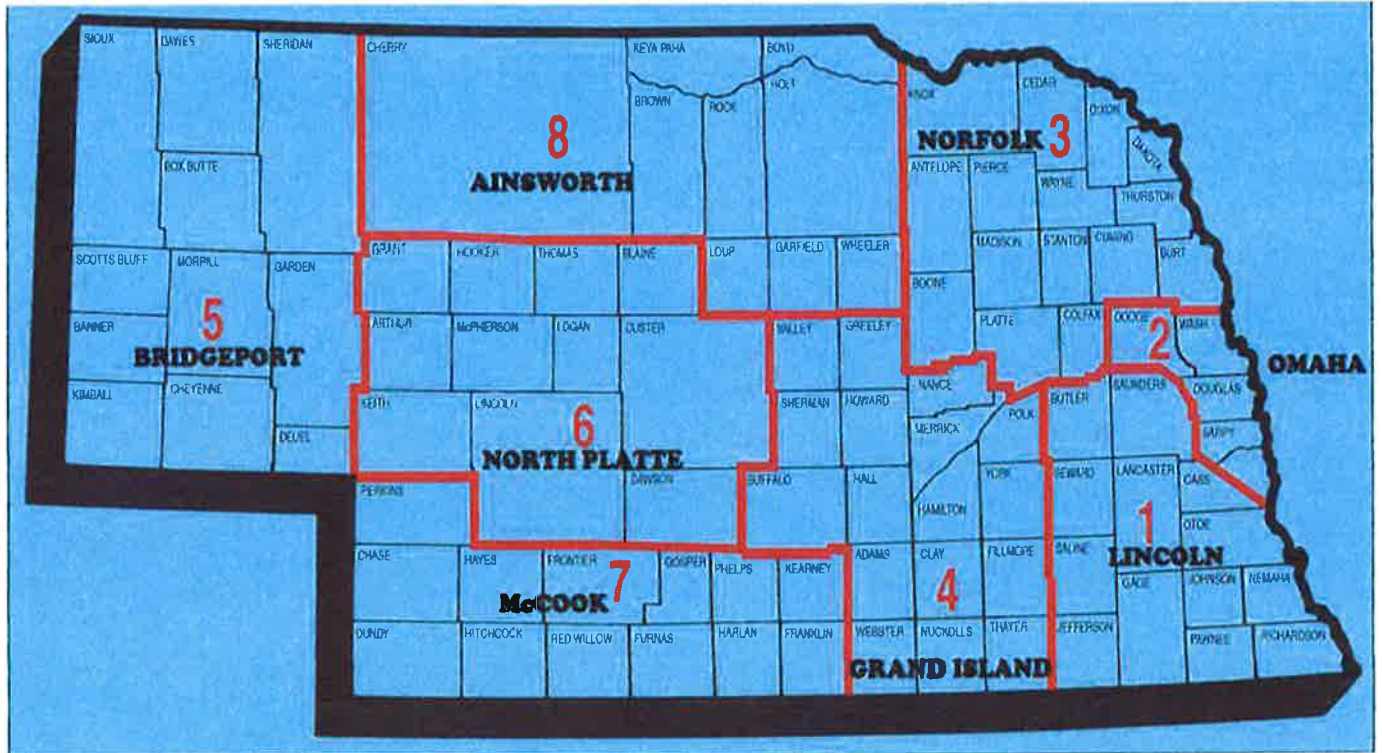 SIOUX
DAWES
SHERIDAN
CHERRY
KEYA PAHA
BOYD
BROWN
ROCK
HOLT
KNOX
CEDAR
DIXON
DAKOTA
8
AINSWORTH
NORFOLK 3
BOX BUTTE
ANTELOPE
PIERCE
WAYNE
THURSTON
SCOTTS BLUFF
MORRILL
GARDEN
GRANT
HOOKER
THOMAS
BLAINE
LOUP
GARFIELD
WHEELER
MADISON
STANTON
CUMING
BURT
BOONE
5
BRIDGEPORT
BANNER
ARTHUR
McPHERSON
LOGAN
CUSTER
VALLEY
GREELEY
PLATTE
COLFAX
DODGE
WASH
2
OMAHA
KIMBALL
CHEYENNE
DEUEL
KEITH
LINCOLN
6
NORTH PLATTE
SHERMAN
HOWARD
NANCE
MERRICK
POLK
BUTLER
SAUNDERS
DOUGLAS
SARPY
PERKINS
DAWSON
BUFFALO
HALL
HAMILTON
YORK
SEWARD
LANCASTER
CASS
OTOE
1
LINCOLN
CHASE
HAYES
FRONTIER
GOSPER
PHELPS
KEARNEY
ADAMS
CLAY
FILLMORE
SALINE
GAGE
JOHNSON
NEMAHA
7
McCOOK
4
DUNDY
HITCHCOCK
RED WILLOW
FURNAS
HARLAN
FRANKLIN
WEBSTER
NUCKOLLS
THAYER
JEFFERSON
PAWNEE
RICHARDSON
GRAND ISLAND